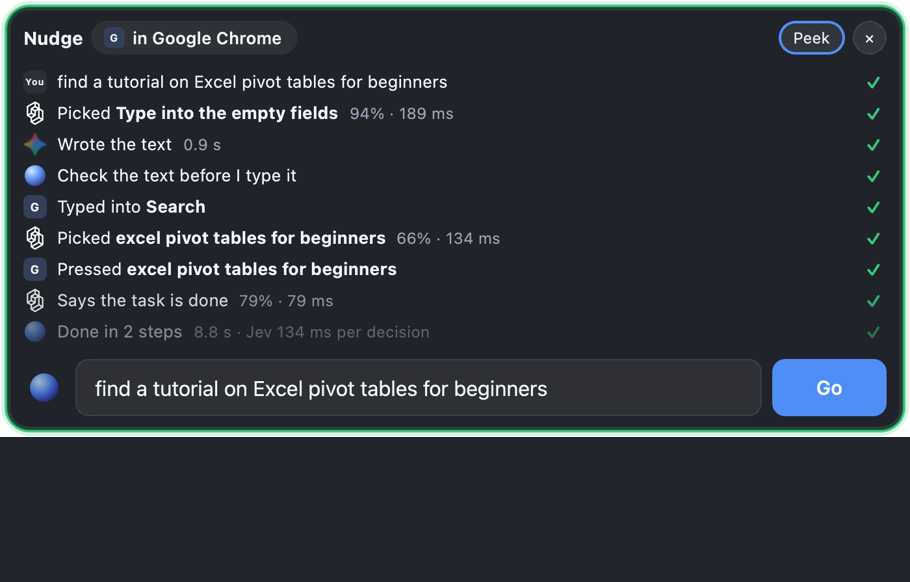 Nudge G in Google Chrome Peek ×
You find a tutorial on Excel pivot tables for beginners
Picked Type into the empty fields 94% · 189 ms
Wrote the text 0.9 s
Check the text before I type it
G Typed into Search
Picked excel pivot tables for beginners 66% · 134 ms
G Pressed excel pivot tables for beginners
Says the task is done 79% · 79 ms
Done in 2 steps 8.8 s · Jev 134 ms per decision
find a tutorial on Excel pivot tables for beginners Go